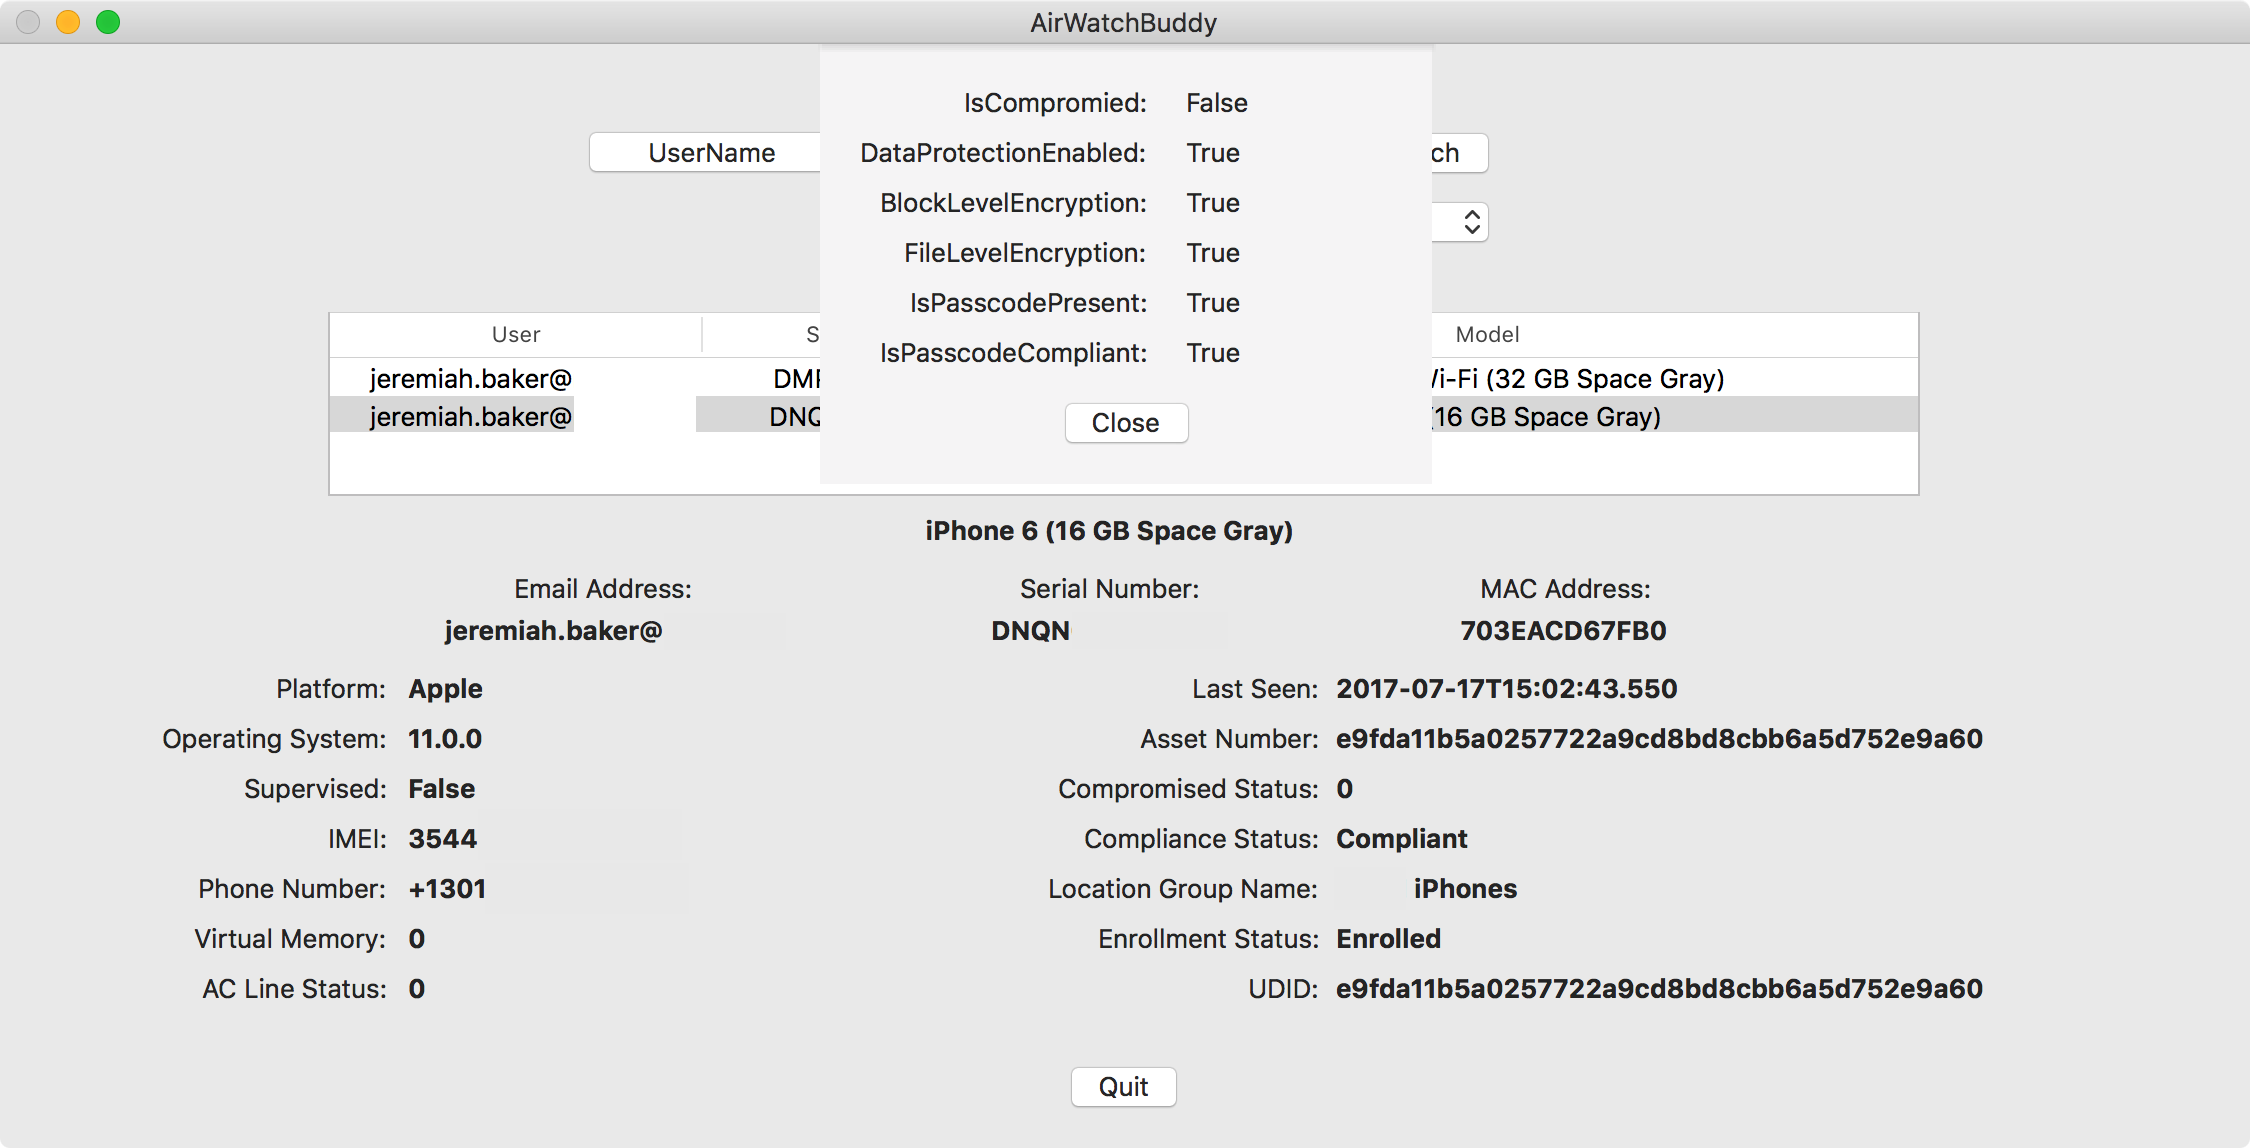 AirWatchBuddy
IsCompromied: False
UserName
DataProtectionEnabled: True
ch
BlockLevelEncryption: True
FileLevelEncryption: True
IsPasscodePresent: True
User S Model
IsPasscodeCompliant: True
jeremiah.baker@ DMP i-Fi (32 GB Space Gray)
jeremiah.baker@ DNQ (16 GB Space Gray)
Close
iPhone 6 (16 GB Space Gray)
Email Address: Serial Number: MAC Address:
jeremiah.baker@ DNQN 703EACD67FB0
Platform: Apple Last Seen: 2017-07-17T15:02:43.550
Operating System: 11.0.0 Asset Number: e9fda11b5a0257722a9cd8bd8cbb6a5d752e9a60
Supervised: False Compromised Status: 0
IMEI: 3544 Compliance Status: Compliant
Phone Number: +1301 Location Group Name: iPhones
Virtual Memory: 0 Enrollment Status: Enrolled
AC Line Status: 0 UDID: e9fda11b5a0257722a9cd8bd8cbb6a5d752e9a60
Quit